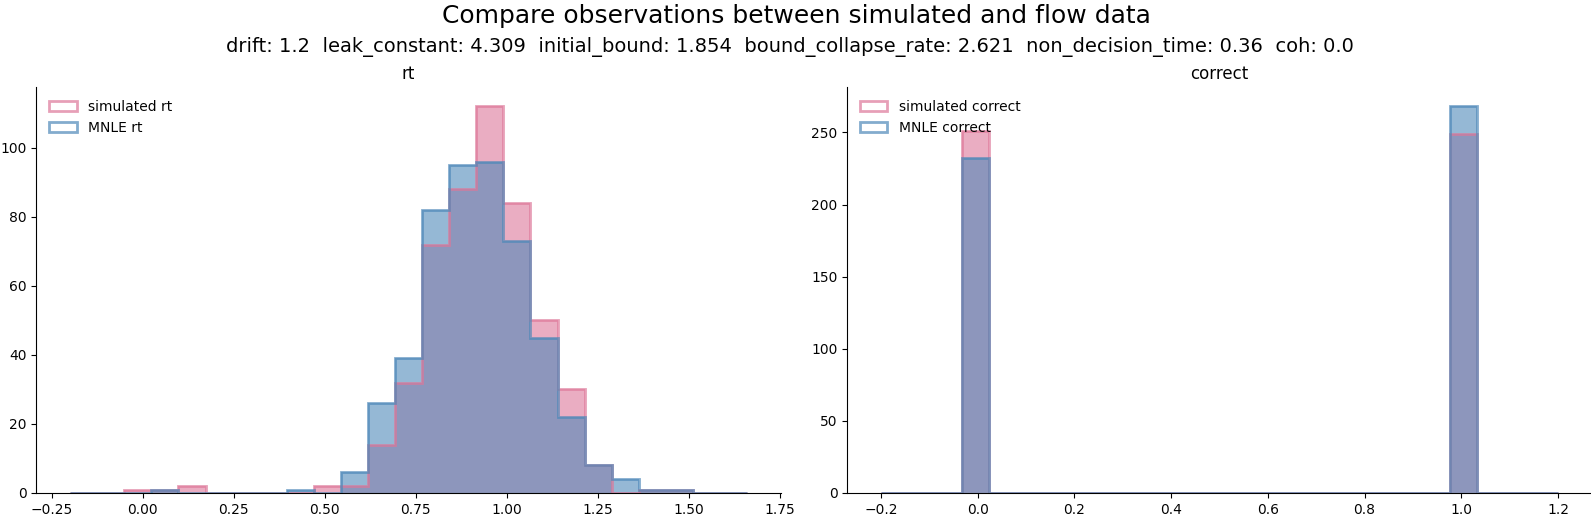 Compare observations between simulated and flow data
drift: 1.2  leak_constant: 4.309  initial_bound: 1.854  bound_collapse_rate: 2.621  non_decision_time: 0.36  coh: 0.0
rt
simulated rt
MNLE rt
100
80
60
40
20
0
−0.25 0.00 0.25 0.50 0.75 1.00 1.25 1.50 1.75
correct
simulated correct
MNLE correct
250
200
150
100
50
0
−0.2 0.0 0.2 0.4 0.6 0.8 1.0 1.2